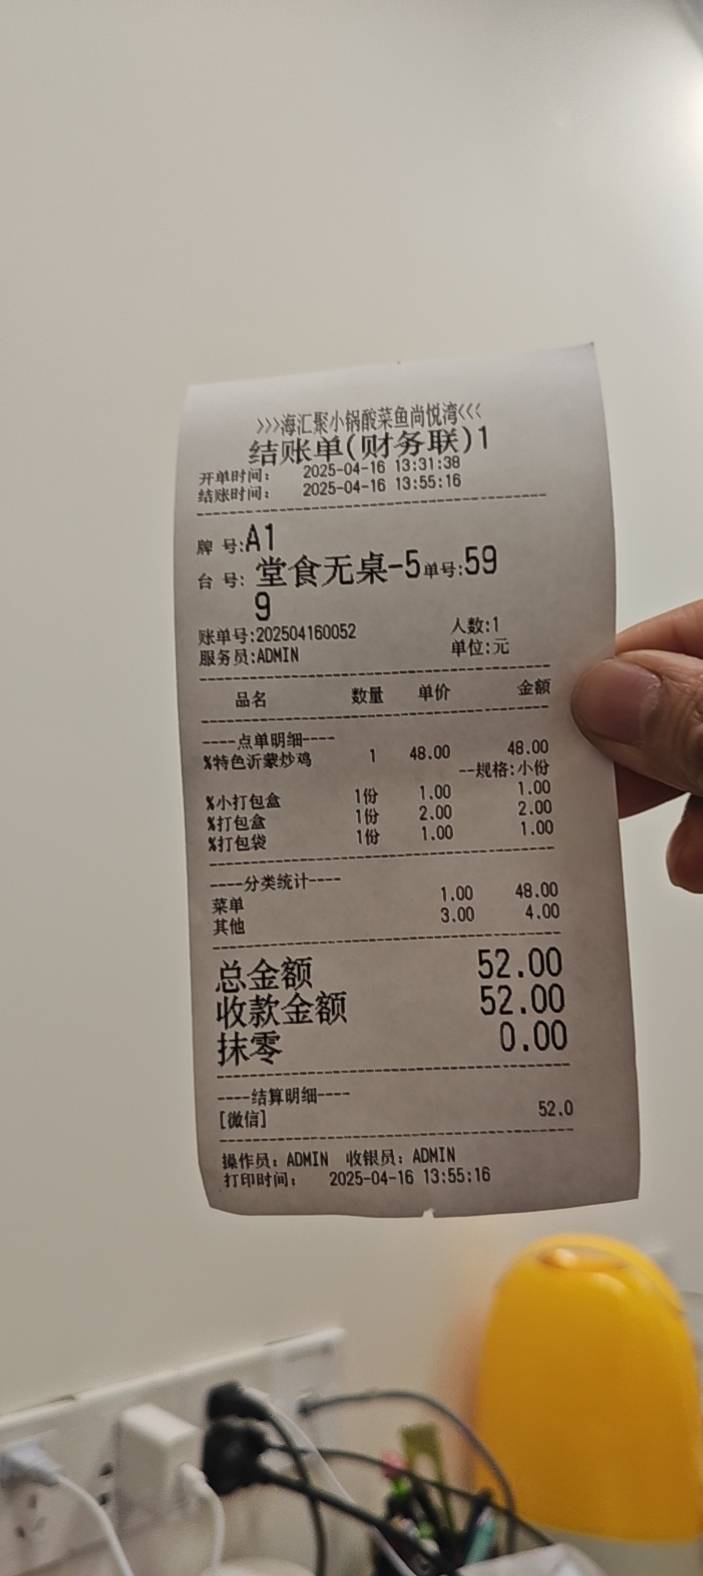 >>>海汇聚小锅酸菜鱼尚悦湾<<<
结账单(财务联)1
开单时间: 2025-04-16 13:31:38
结账时间: 2025-04-16 13:55:16
牌 号:A1
台 号: 堂食无桌-5单号:59
9
账单号:202504160052 人数:1
服务员:ADMIN 单位:元
品名 数量 单价 金额
----点单明细----
%特色沂蒙炒鸡 1 48.00 48.00
--规格:小份
%小打包盒 1份 1.00 1.00
%打包盒 1份 2.00 2.00
%打包袋 1份 1.00 1.00
----分类统计----
菜单 1.00 48.00
其他 3.00 4.00
总金额 52.00
收款金额 52.00
抹零 0.00
----结算明细----
[微信] 52.0
操作员: ADMIN 收银员: ADMIN
打印时间: 2025-04-16 13:55:16